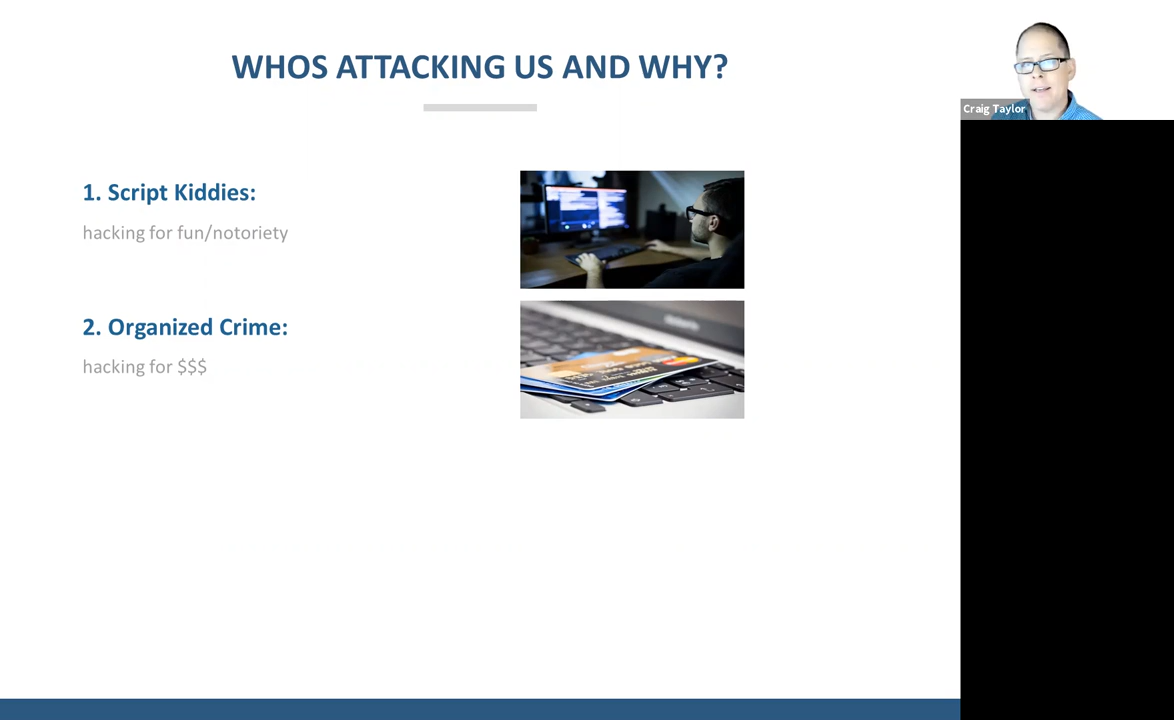 WHOS ATTACKING US AND WHY?
Craig Taylor
1. Script Kiddies:
hacking for fun/notoriety
2. Organized Crime:
hacking for $$$